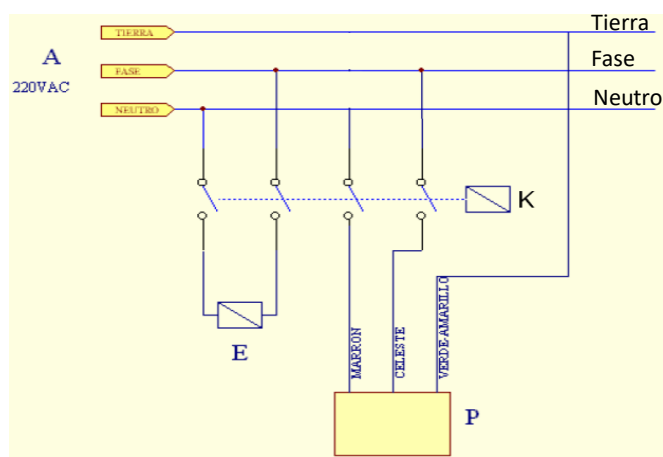 TIERRA
Tierra
A
FASE
Fase
220VAC
NEUTRO
Neutro
K
E
MARRON
CELESTE
VERDE-AMARILLO
P